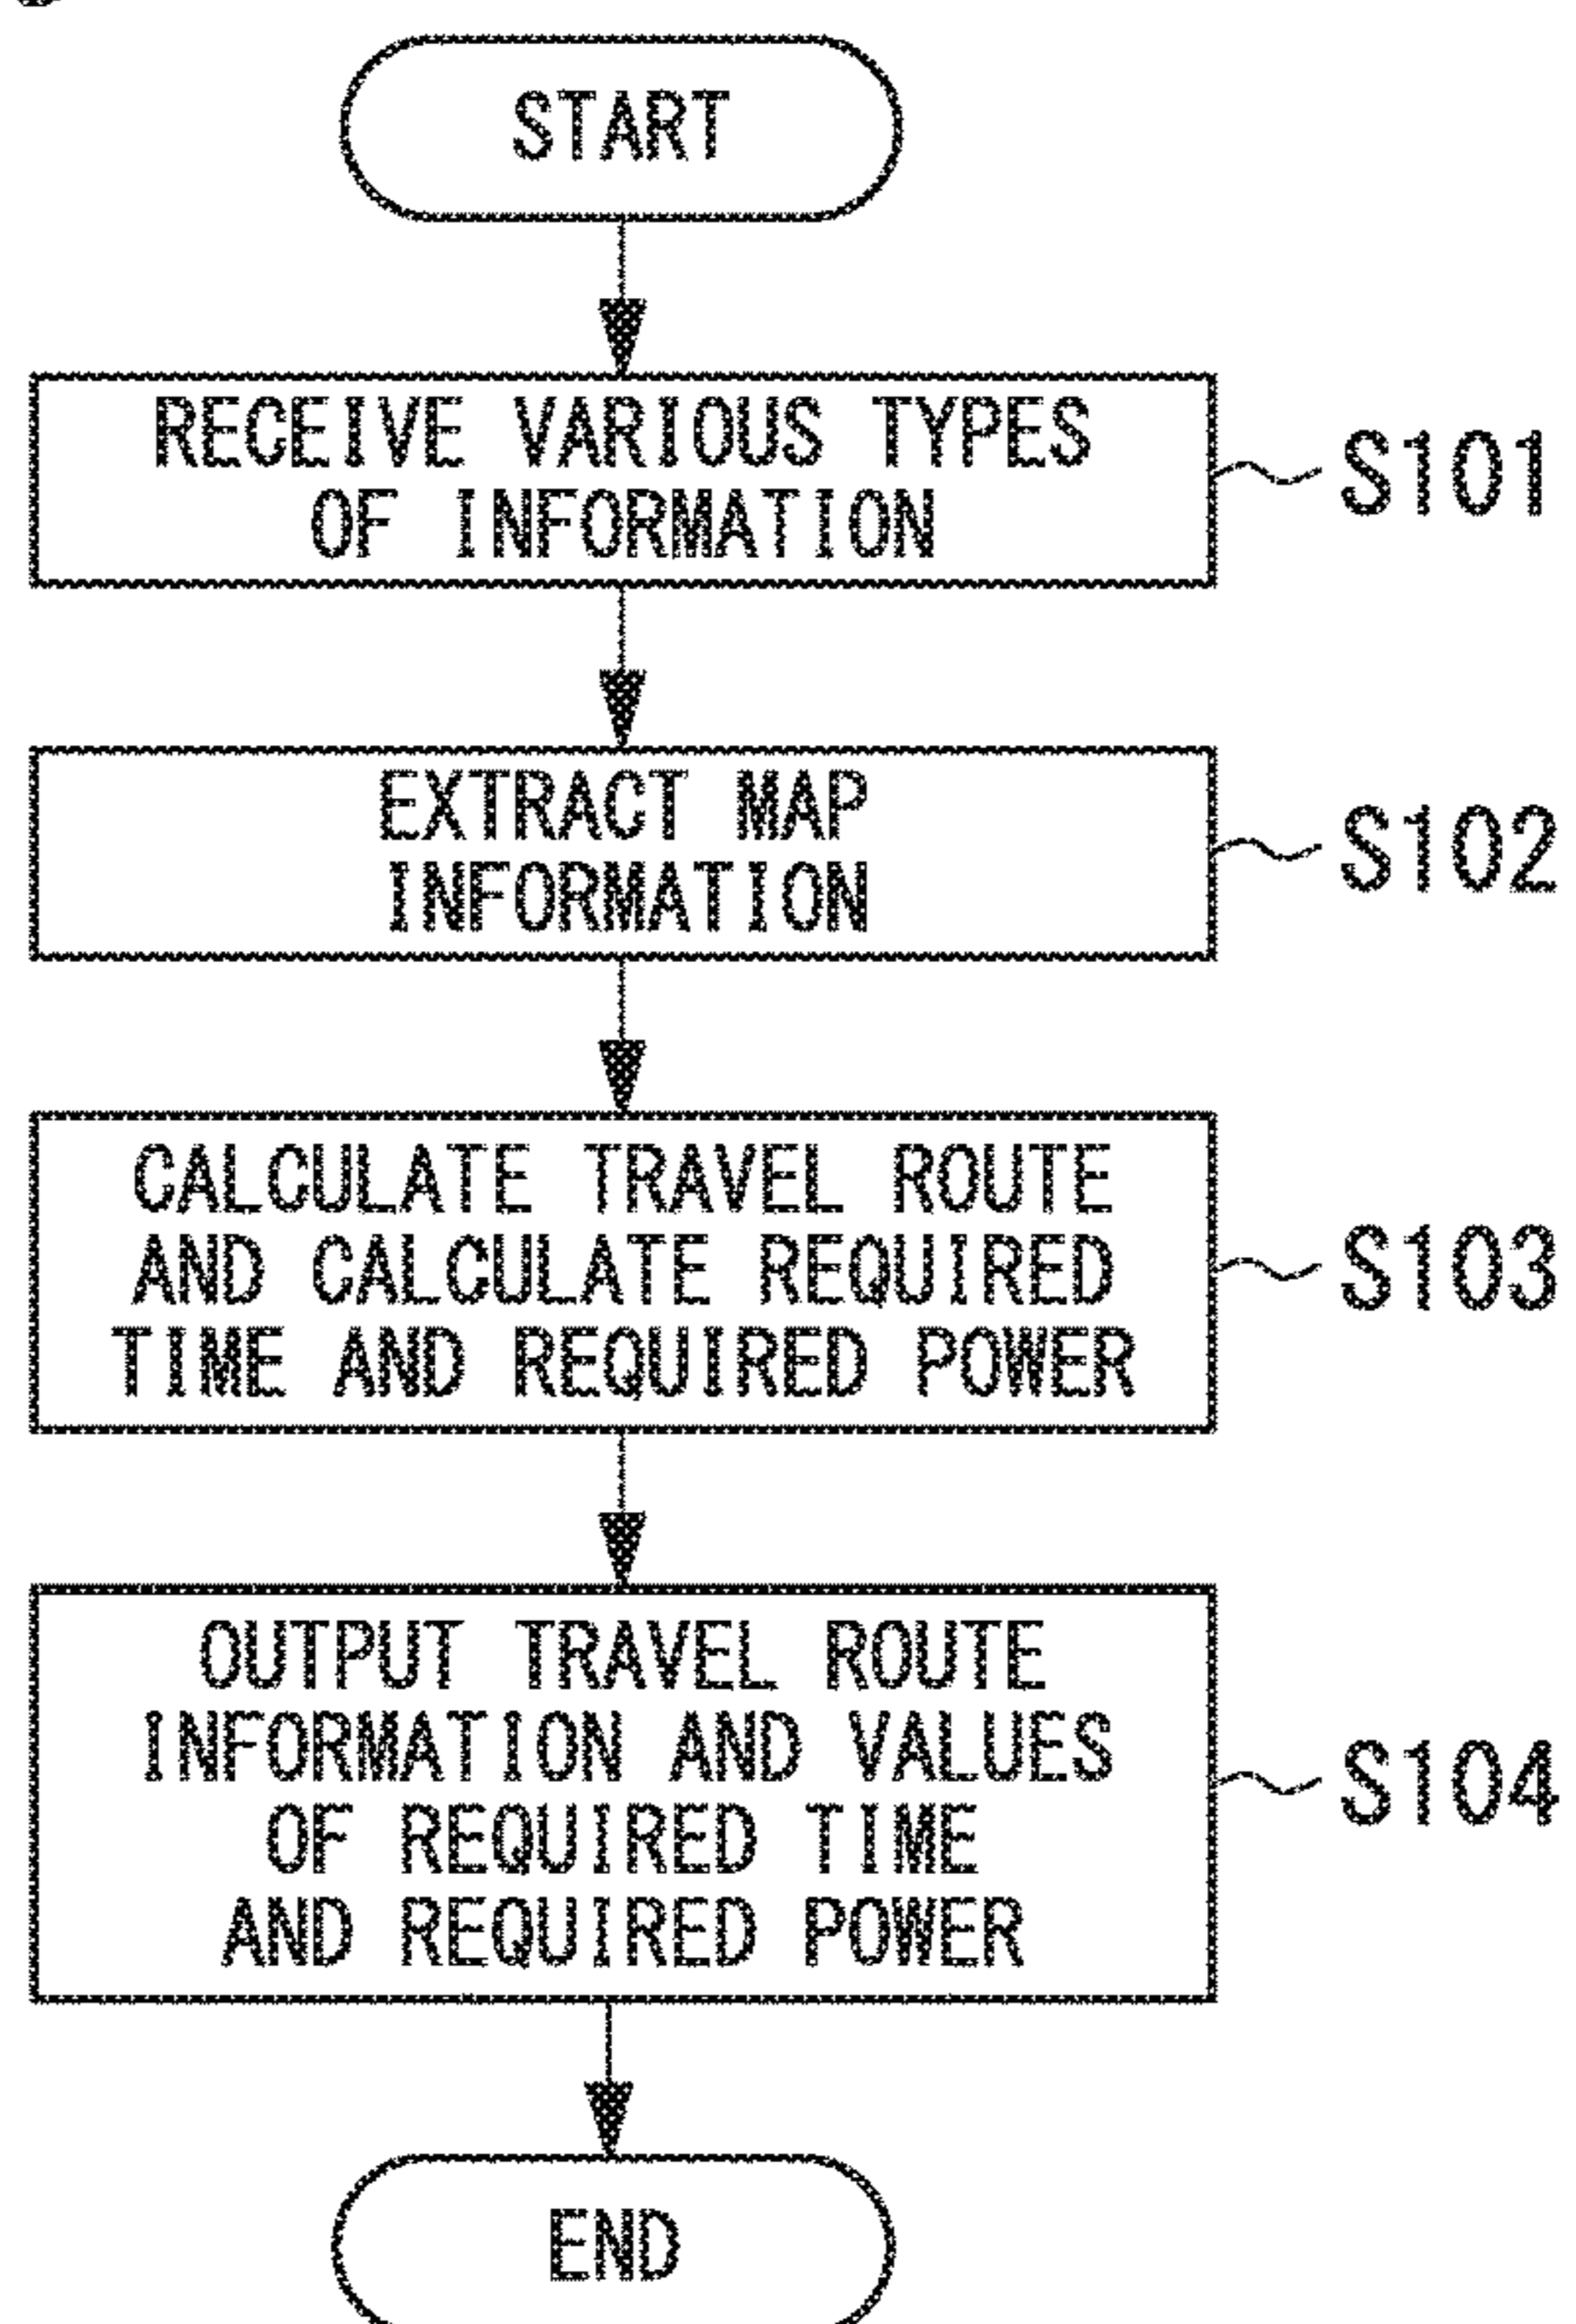 START
RECEIVE VARIOUS TYPES
OF INFORMATION
S101
EXTRACT MAP
INFORMATION
S102
CALCULATE TRAVEL ROUTE
AND CALCULATE REQUIRED
TIME AND REQUIRED POWER
S103
OUTPUT TRAVEL ROUTE
INFORMATION AND VALUES
OF REQUIRED TIME
AND REQUIRED POWER
S104
END